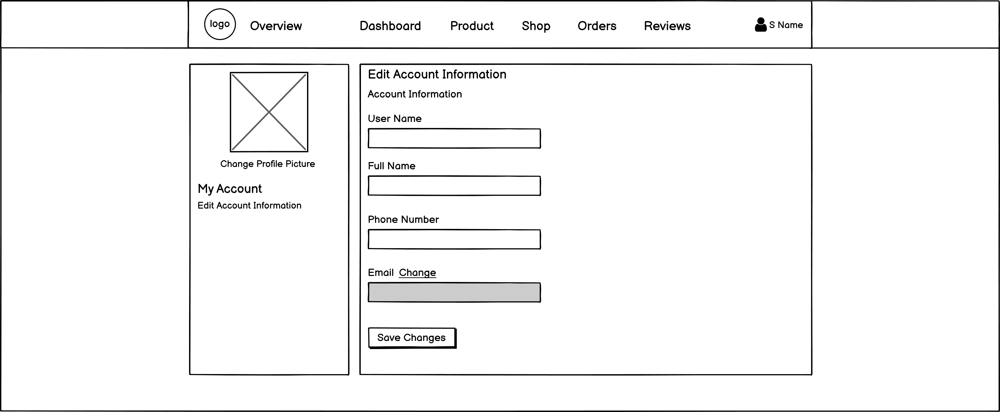 logo Overview Dashboard Product Shop Orders Reviews S Name
Change Profile Picture
My Account
Edit Account Information
Edit Account Information
Account Information
User Name
Full Name
Phone Number
Email Change
Save Changes